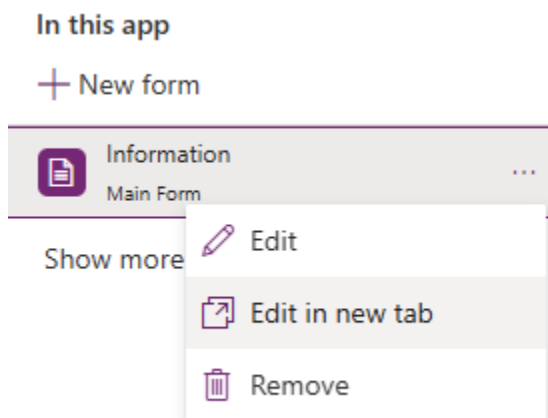 In this app
New form
Information
Main Form
...
Show more
Edit
Edit in new tab
Remove